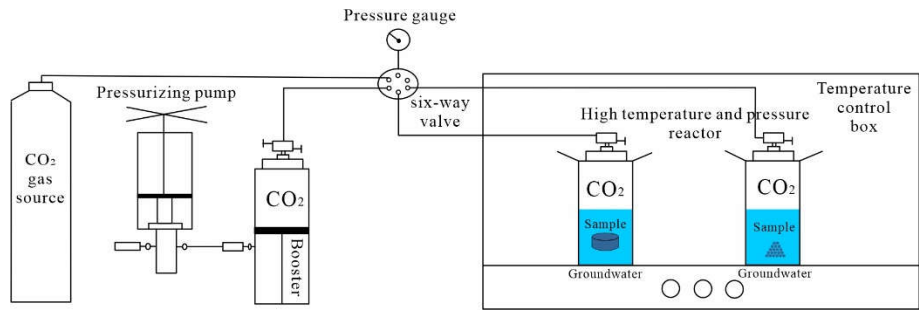 Pressure gauge
Pressurizing pump
CO₂
gas
source
CO₂
Booster
six-way
valve
High temperature and pressure
reactor
Temperature
control
box
CO₂
Sample
Groundwater
CO₂
Sample
Groundwater